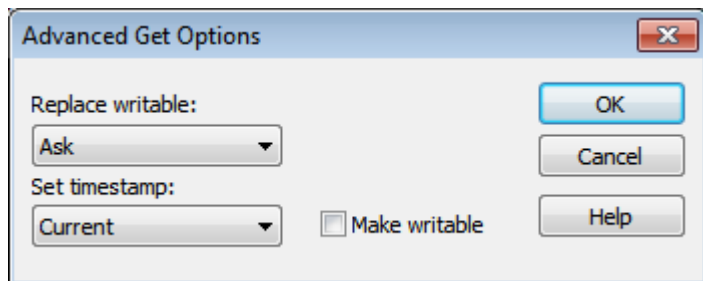 Advanced Get Options
Replace writable:
OK
Ask
Cancel
Set timestamp:
Current
Make writable
Help